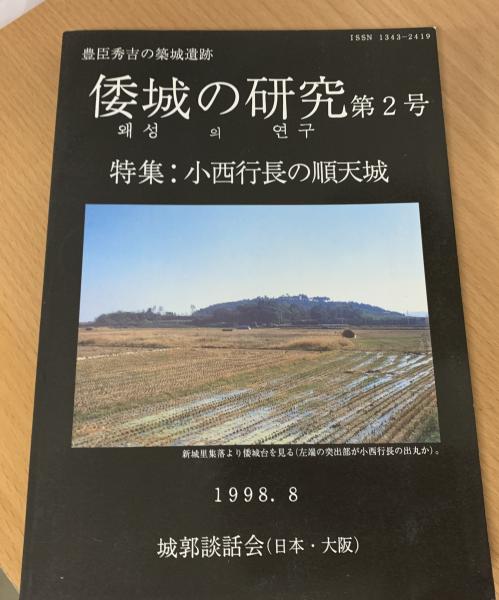 ISSN 1343-2419
豊臣秀吉の築城遺跡
倭城の研究 第2号
왜성 의 연구
特集:小西行長の順天城
新城里集落より倭城台を見る(左端の突出部が小西行長の出丸か)。
1998. 8
城郭談話会(日本・大阪)